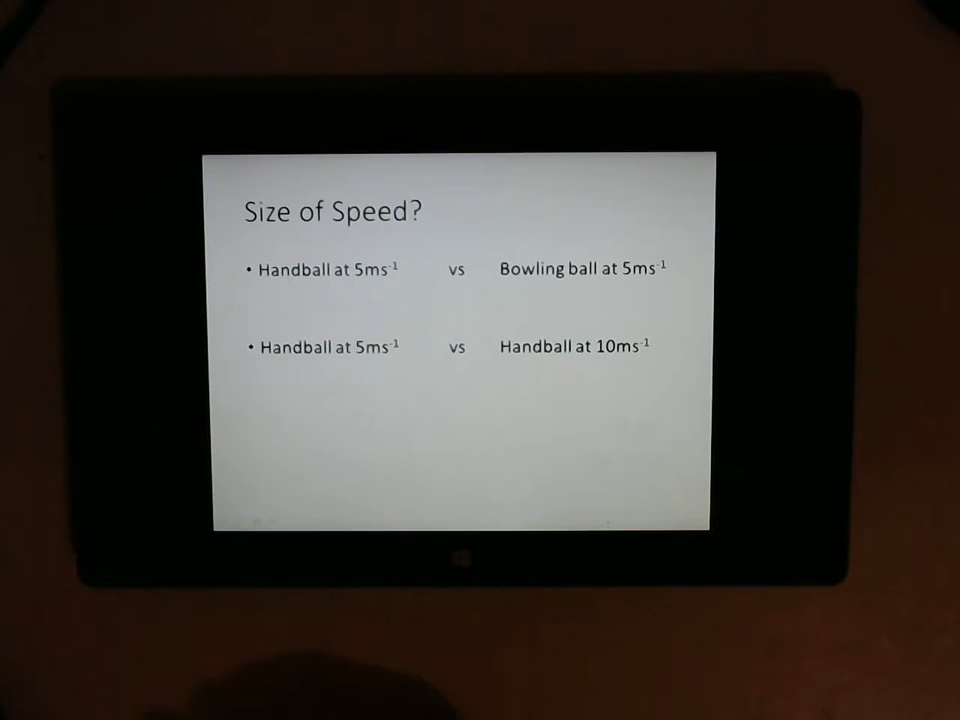 Size of Speed?
• Handball at 5ms⁻¹ vs Bowling ball at 5ms⁻¹
• Handball at 5ms⁻¹ vs Handball at 10ms⁻¹